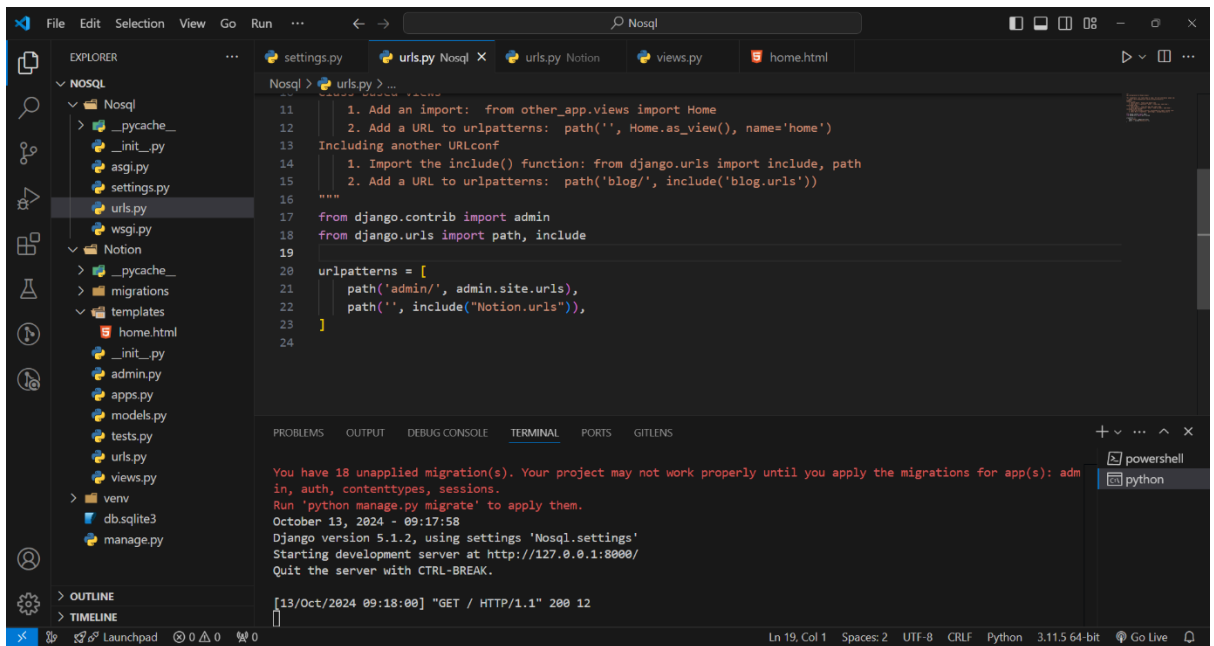 File Edit Selection View Go Run ··· Nosql
EXPLORER ···
NOSQL
Nosql
__pycache__
__init__.py
asgi.py
settings.py
urls.py
wsgi.py
Notion
__pycache__
migrations
templates
home.html
__init__.py
admin.py
apps.py
models.py
tests.py
urls.py
views.py
venv
db.sqlite3
manage.py
OUTLINE
TIMELINE
settings.py urls.py Nosql urls.py Notion views.py home.html
Nosql > urls.py > ...
11 1. Add an import:  from other_app.views import Home
12 2. Add a URL to urlpatterns:  path('', Home.as_view(), name='home')
13 Including another URLconf
14 1. Import the include() function: from django.urls import include, path
15 2. Add a URL to urlpatterns:  path('blog/', include('blog.urls'))
16 """
17 from django.contrib import admin
18 from django.urls import path, include
19
20 urlpatterns = [
21 path('admin/', admin.site.urls),
22 path('', include("Notion.urls")),
23 ]
24
PROBLEMS OUTPUT DEBUG CONSOLE TERMINAL PORTS GITLENS
You have 18 unapplied migration(s). Your project may not work properly until you apply the migrations for app(s): adm
in, auth, contenttypes, sessions.
Run 'python manage.py migrate' to apply them.
October 13, 2024 - 09:17:58
Django version 5.1.2, using settings 'Nosql.settings'
Starting development server at http://127.0.0.1:8000/
Quit the server with CTRL-BREAK.
[13/Oct/2024 09:18:00] "GET / HTTP/1.1" 200 12
powershell
python
Launchpad 0 0 0 Ln 19, Col 1 Spaces: 2 UTF-8 CRLF Python 3.11.5 64-bit Go Live